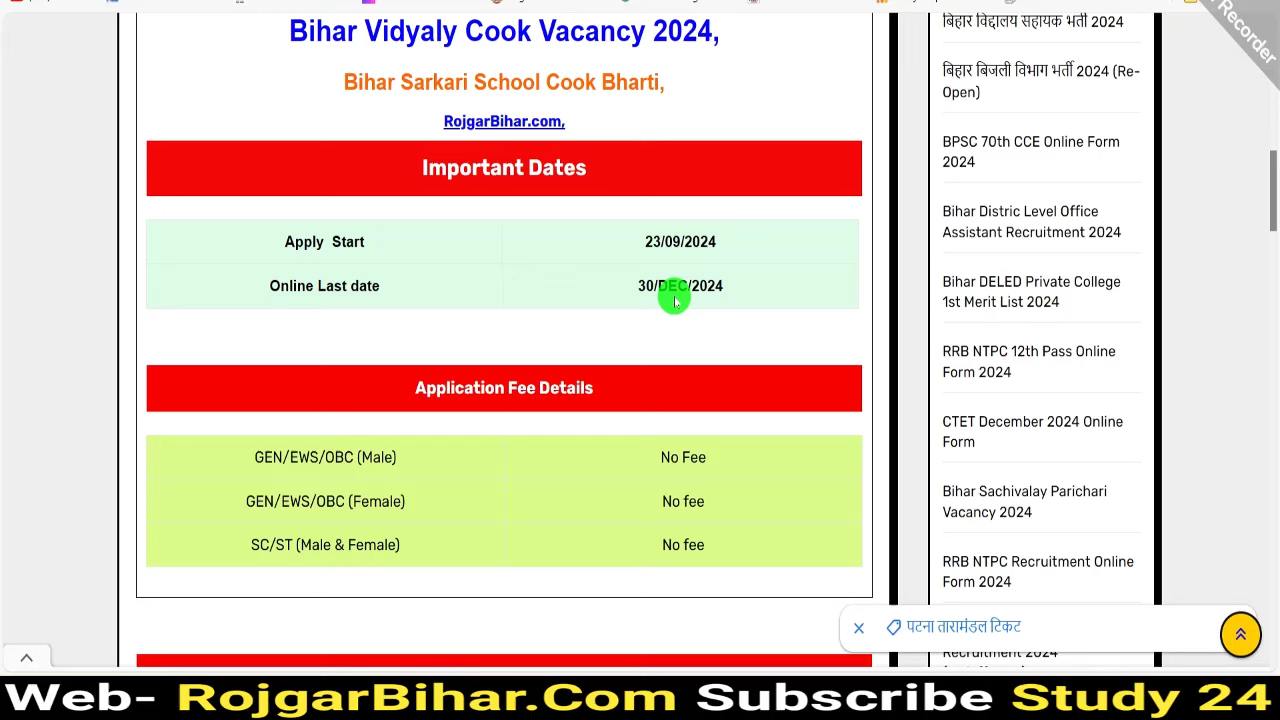 Bihar Vidyaly Cook Vacancy 2024,
Bihar Sarkari School Cook Bharti,
RojgarBihar.com,
Important Dates
Apply Start 23/09/2024
Online Last date 30/DEC/2024
Application Fee Details
GEN/EWS/OBC (Male) No Fee
GEN/EWS/OBC (Female) No fee
SC/ST (Male & Female) No fee
बिहार विद्यालय सहायक भर्ती 2024
बिहार बिजली विभाग भर्ती 2024 (Re-
Open)
BPSC 70th CCE Online Form
2024
Bihar Distric Level Office
Assistant Recruitment 2024
Bihar DELED Private College
1st Merit List 2024
RRB NTPC 12th Pass Online
Form 2024
CTET December 2024 Online
Form
Bihar Sachivalay Parichari
Vacancy 2024
RRB NTPC Recruitment Online
Form 2024
Recruitment 2024
पटना तारामंडल टिकट
Recorder
Web- RojgarBihar.Com Subscribe Study 24